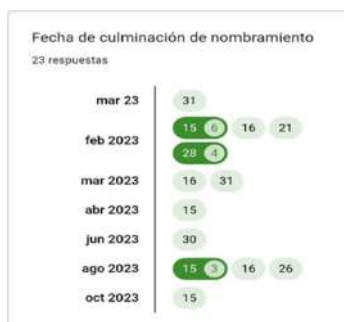 Fecha de culminación de nombramiento
23 respuestas
mar 23 31
feb 2023 15 6 16 21
28 4
mar 2023 16 31
abr 2023 15
jun 2023 30
ago 2023 15 3 16 26
oct 2023 15